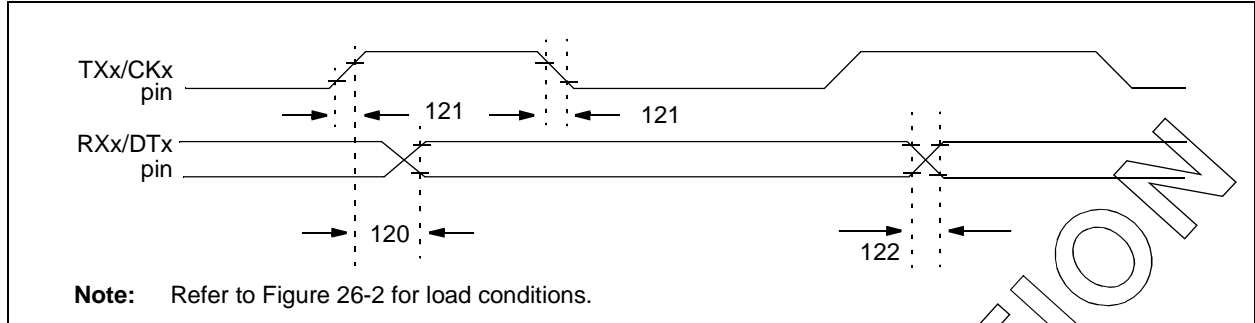 TXx/CKx
pin
121
121
RXx/DTx
pin
120
122
Note: Refer to Figure 26-2 for load conditions.
TION